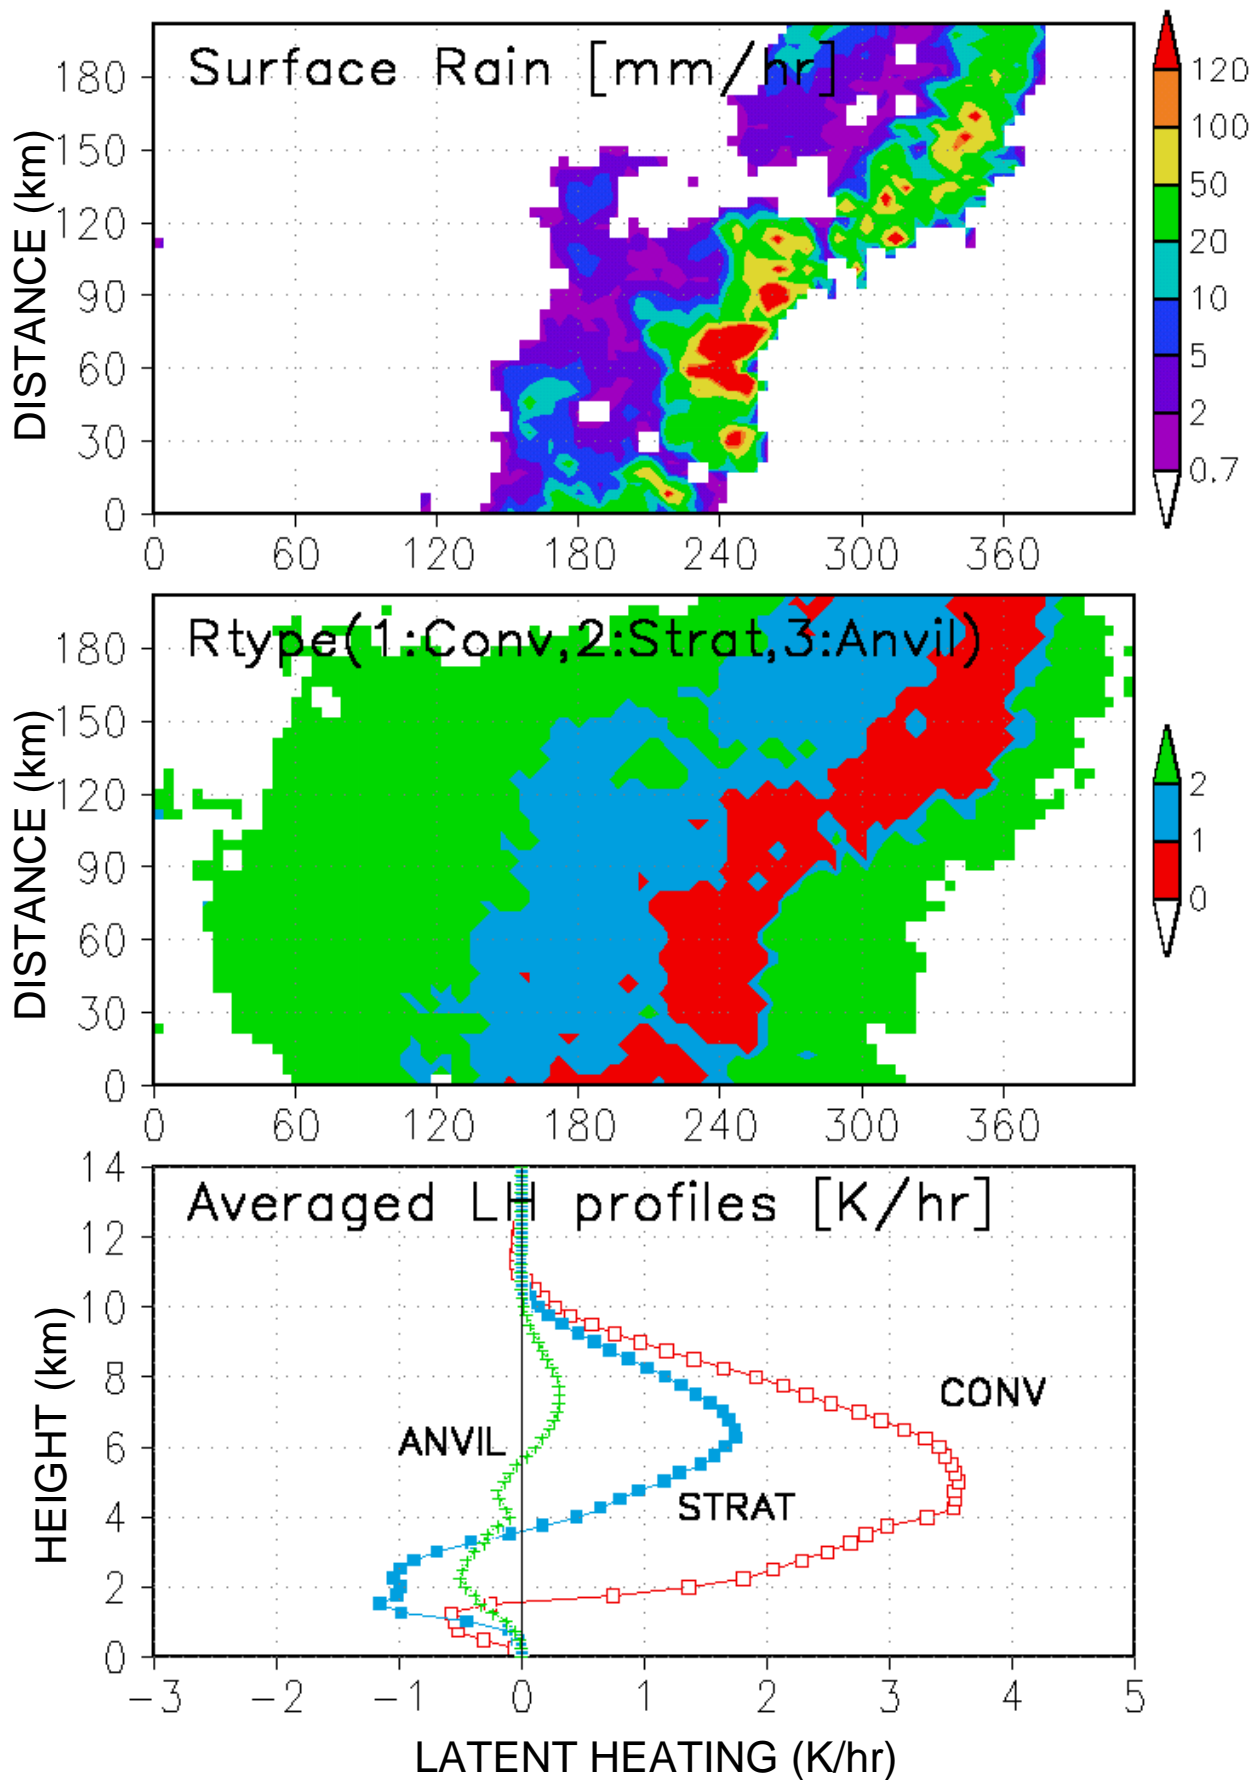 Surface Rain [mm/hr]
DISTANCE (km)
180
150
120
90
60
30
0
0 60 120 180 240 300 360
120
100
50
20
10
5
2
0.7
Rtype(1:Conv,2:Strat,3:Anvil)
DISTANCE (km)
180
150
120
90
60
30
0
0 60 120 180 240 300 360
2
1
0
Averaged LH profiles [K/hr]
HEIGHT (km)
14
12
10
8
6
4
2
0
CONV
ANVIL
STRAT
-3 -2 -1 0 1 2 3 4 5
LATENT HEATING (K/hr)